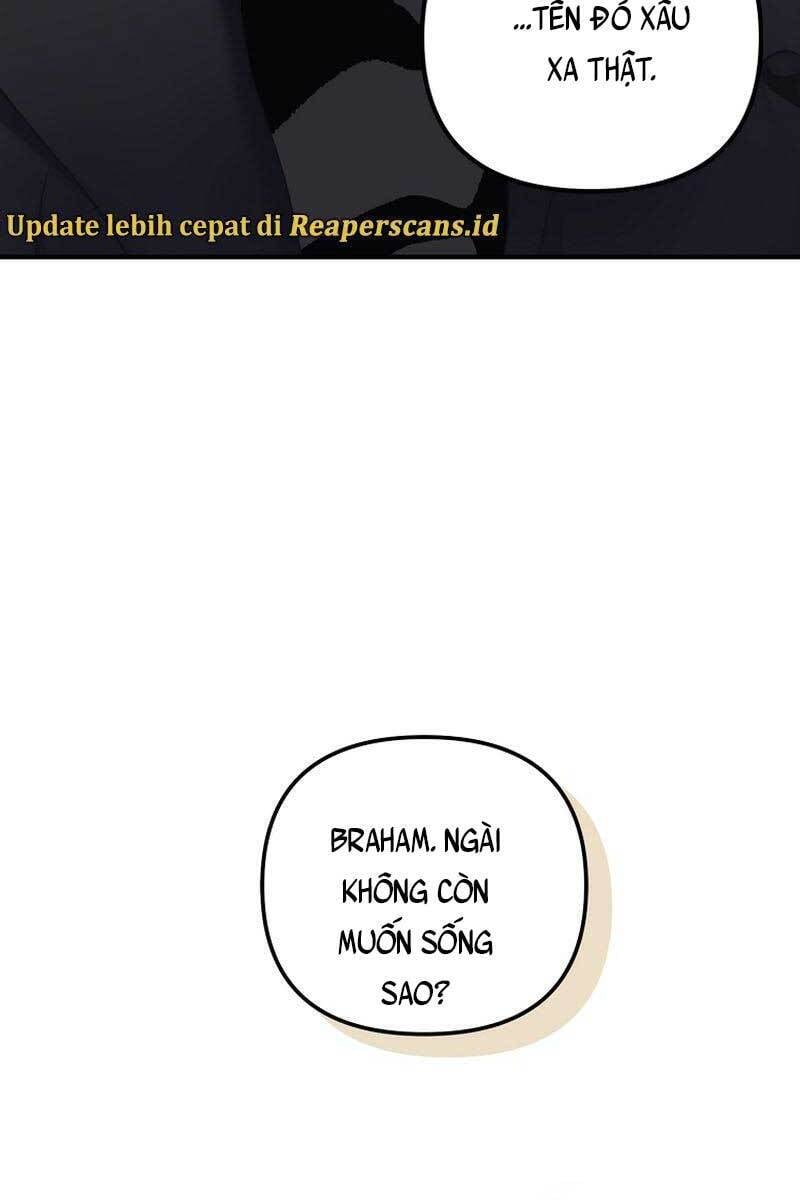 ...TÊN ĐÓ XẤU
XA THẬT.
Update lebih cepat di Reaperscans.id
BRAHAM. NGÀI
KHÔNG CÒN
MUỐN SỐNG
SAO?